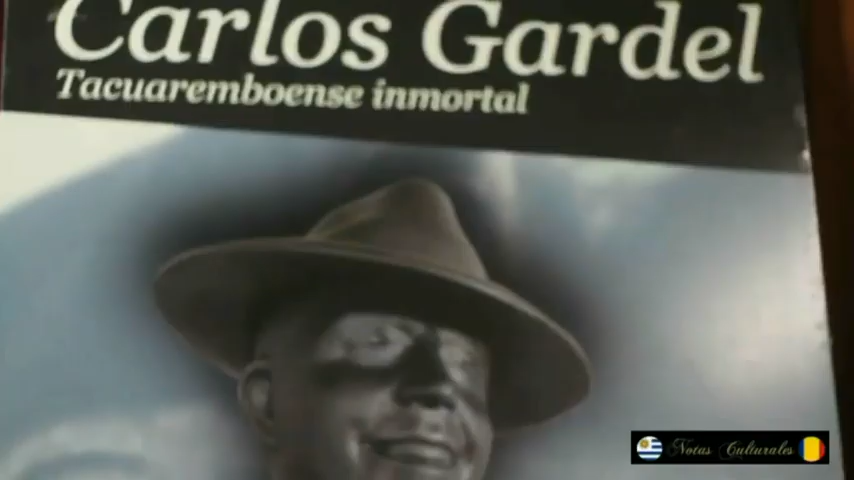 Carlos Gardel
Tacuaremboense inmortal
Notas Culturales